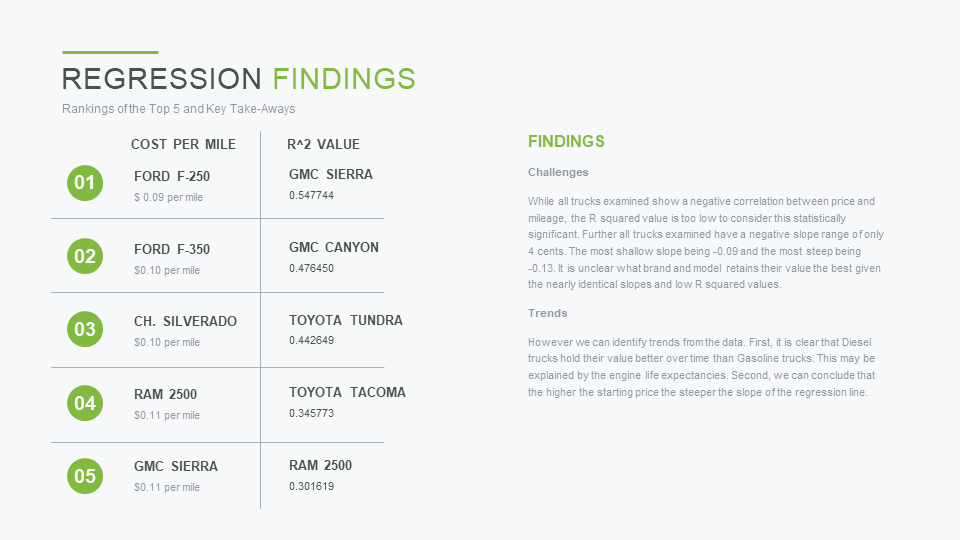 REGRESSION FINDINGS
Rankings of the Top 5 and Key Take-Aways
COST PER MILE
R^2 VALUE
01
FORD F-250
$ 0.09 per mile
GMC SIERRA
0.547744
02
FORD F-350
$0.10 per mile
GMC CANYON
0.476450
03
CH. SILVERADO
$0.10 per mile
TOYOTA TUNDRA
0.442649
04
RAM 2500
$0.11 per mile
TOYOTA TACOMA
0.345773
05
GMC SIERRA
$0.11 per mile
RAM 2500
0.301619
FINDINGS
Challenges
While all trucks examined show a negative correlation between price and
mileage, the R squared value is too low to consider this statistically
significant. Further all trucks examined have a negative slope range of only
4 cents. The most shallow slope being -0.09 and the most steep being
-0.13. It is unclear what brand and model retains their value the best given
the nearly identical slopes and low R squared values.
Trends
However we can identify trends from the data. First, it is clear that Diesel
trucks hold their value better over time than Gasoline trucks. This may be
explained by the engine life expectancies. Second, we can conclude that
the higher the starting price the steeper the slope of the regression line.